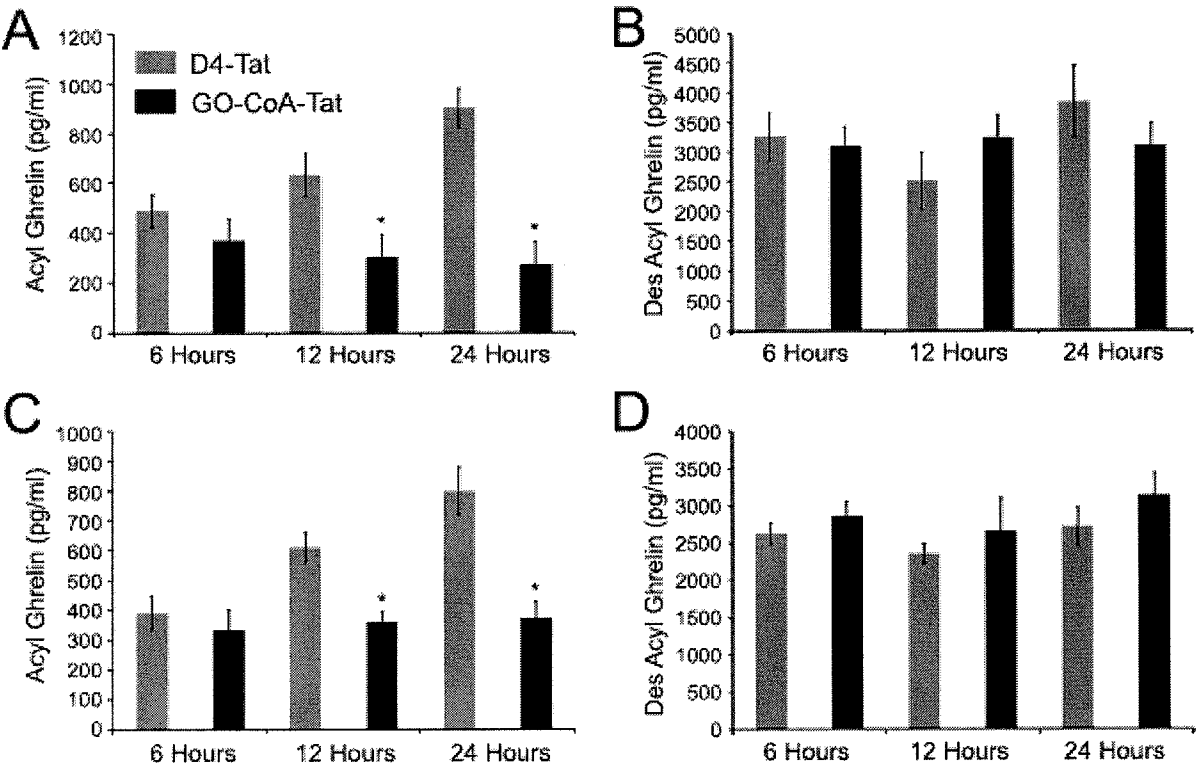 A
Acyl Ghrelin (pg/ml)
1200
1000
800
600
400
200
0
D4-Tat
GO-CoA-Tat
*
*
6 Hours
12 Hours
24 Hours
B
Des Acyl Ghrelin (pg/ml)
5000
4500
4000
3500
3000
2500
2000
1500
1000
500
0
6 Hours
12 Hours
24 Hours
C
Acyl Ghrelin (pg/ml)
1000
900
800
700
600
500
400
300
200
100
0
*
*
6 Hours
12 Hours
24 Hours
D
Des Acyl Ghrelin (pg/ml)
4000
3500
3000
2500
2000
1500
1000
500
0
6 Hours
12 Hours
24 Hours